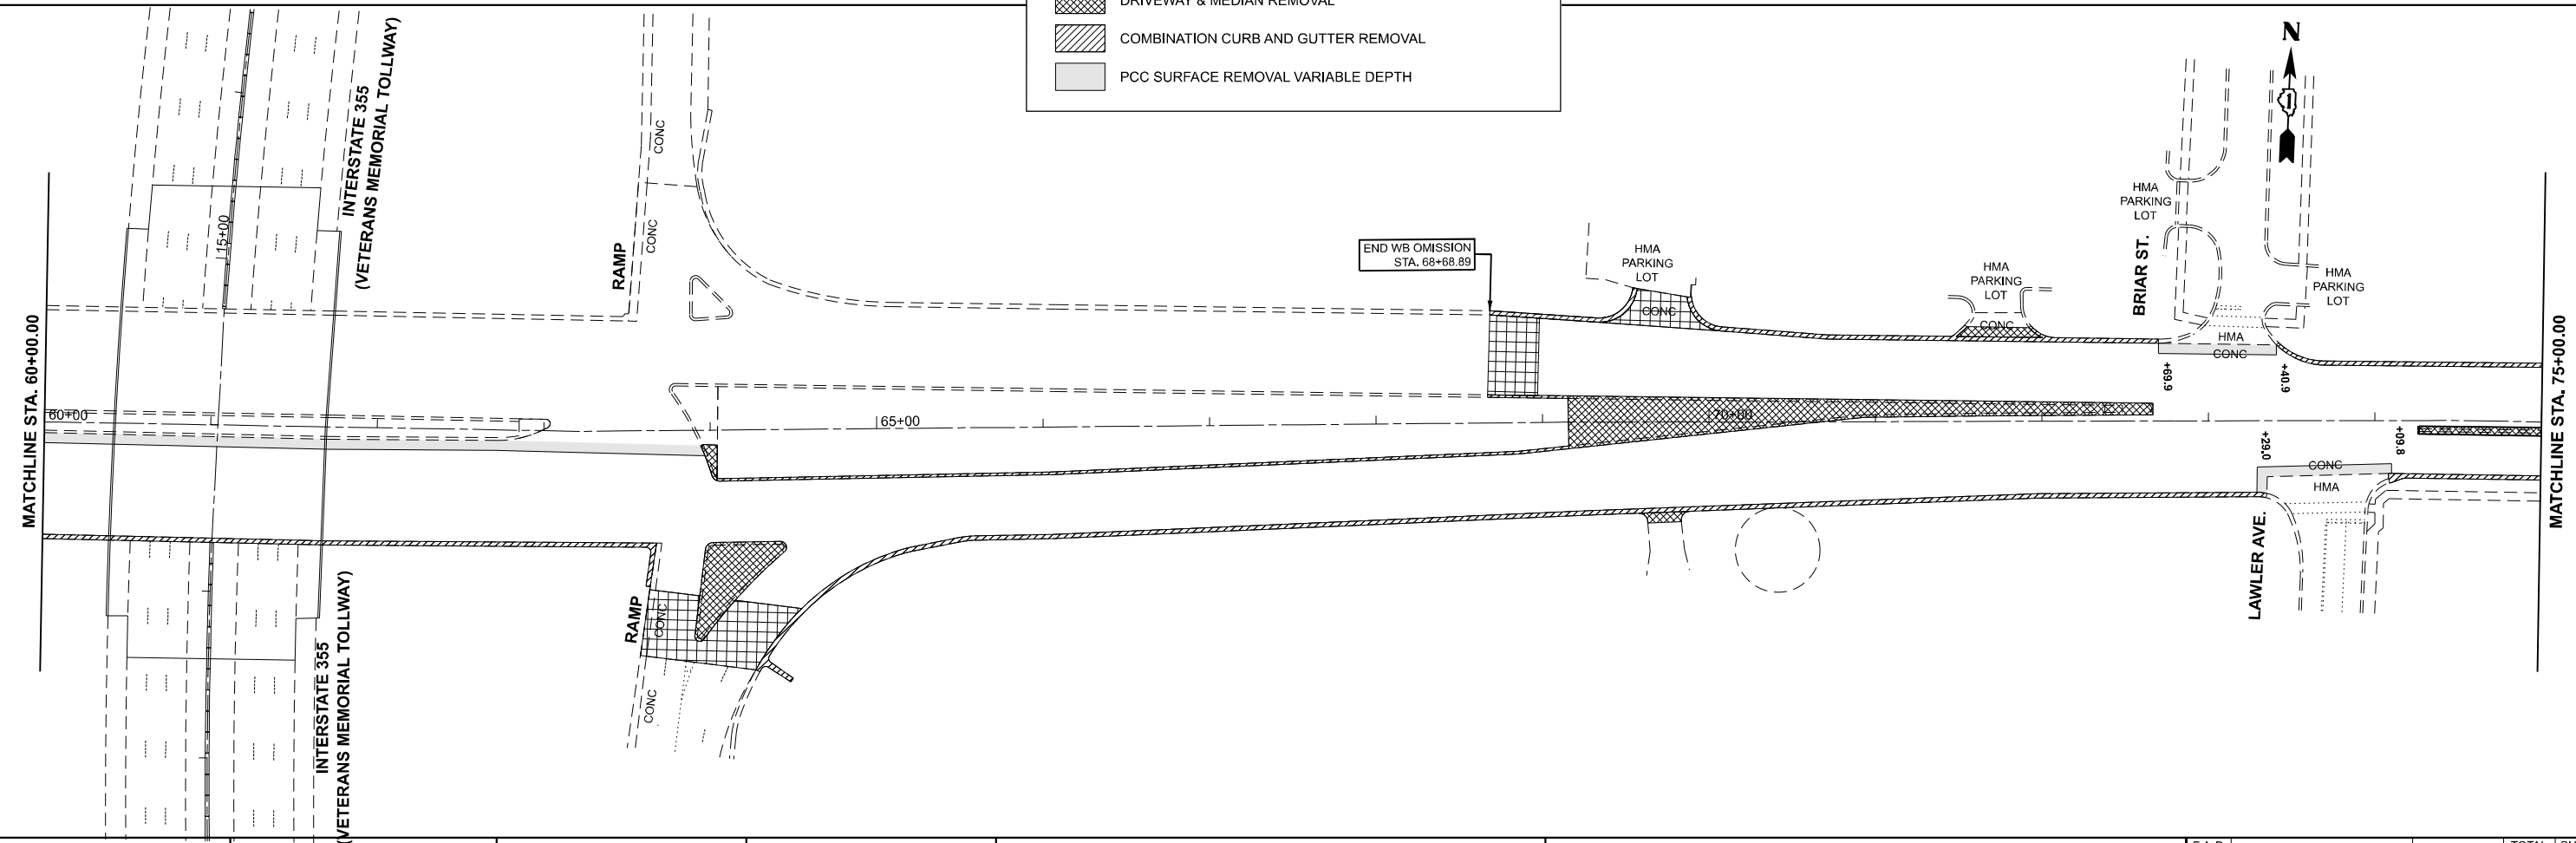 DRIVEWAY & MEDIAN REMOVAL
COMBINATION CURB AND GUTTER REMOVAL
PCC SURFACE REMOVAL VARIABLE DEPTH
N
1
INTERSTATE 355
(VETERANS MEMORIAL TOLLWAY)
15+00
CONC
CONC
RAMP
END WB OMISSION
STA. 68+68.89
HMA
PARKING
LOT
CONC
HMA
PARKING
LOT
CONC
HMA
PARKING
LOT
BRIAR ST.
HMA
PARKING
LOT
HMA
CONC
+69.9
+40.9
MATCHLINE STA. 60+00.00
60+00
65+00
70+00
MATCHLINE STA. 75+00.00
+29.0
+09.8
CONC
HMA
LAWLER AVE.
RAMP
CONC
CONC
INTERSTATE 355
(VETERANS MEMORIAL TOLLWAY)
TOTAL